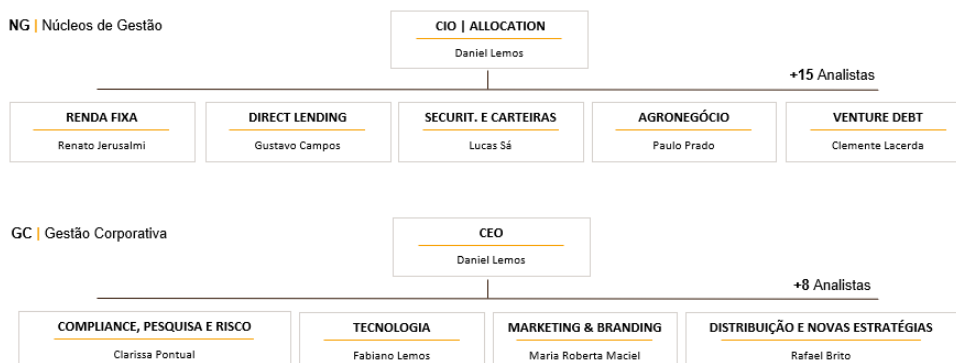 NG | Núcleos de Gestão
CIO | ALLOCATION
Daniel Lemos
+15 Analistas
RENDA FIXA
Renato Jerusalmi
DIRECT LENDING
Gustavo Campos
SECURIT. E CARTEIRAS
Lucas Sá
AGRONEGÓCIO
Paulo Prado
VENTURE DEBT
Clemente Lacerda
GC | Gestão Corporativa
CEO
Daniel Lemos
+8 Analistas
COMPLIANCE, PESQUISA E RISCO
Clarissa Pontual
TECNOLOGIA
Fabiano Lemos
MARKETING & BRANDING
Maria Roberta Maciel
DISTRIBUIÇÃO E NOVAS ESTRATÉGIAS
Rafael Brito